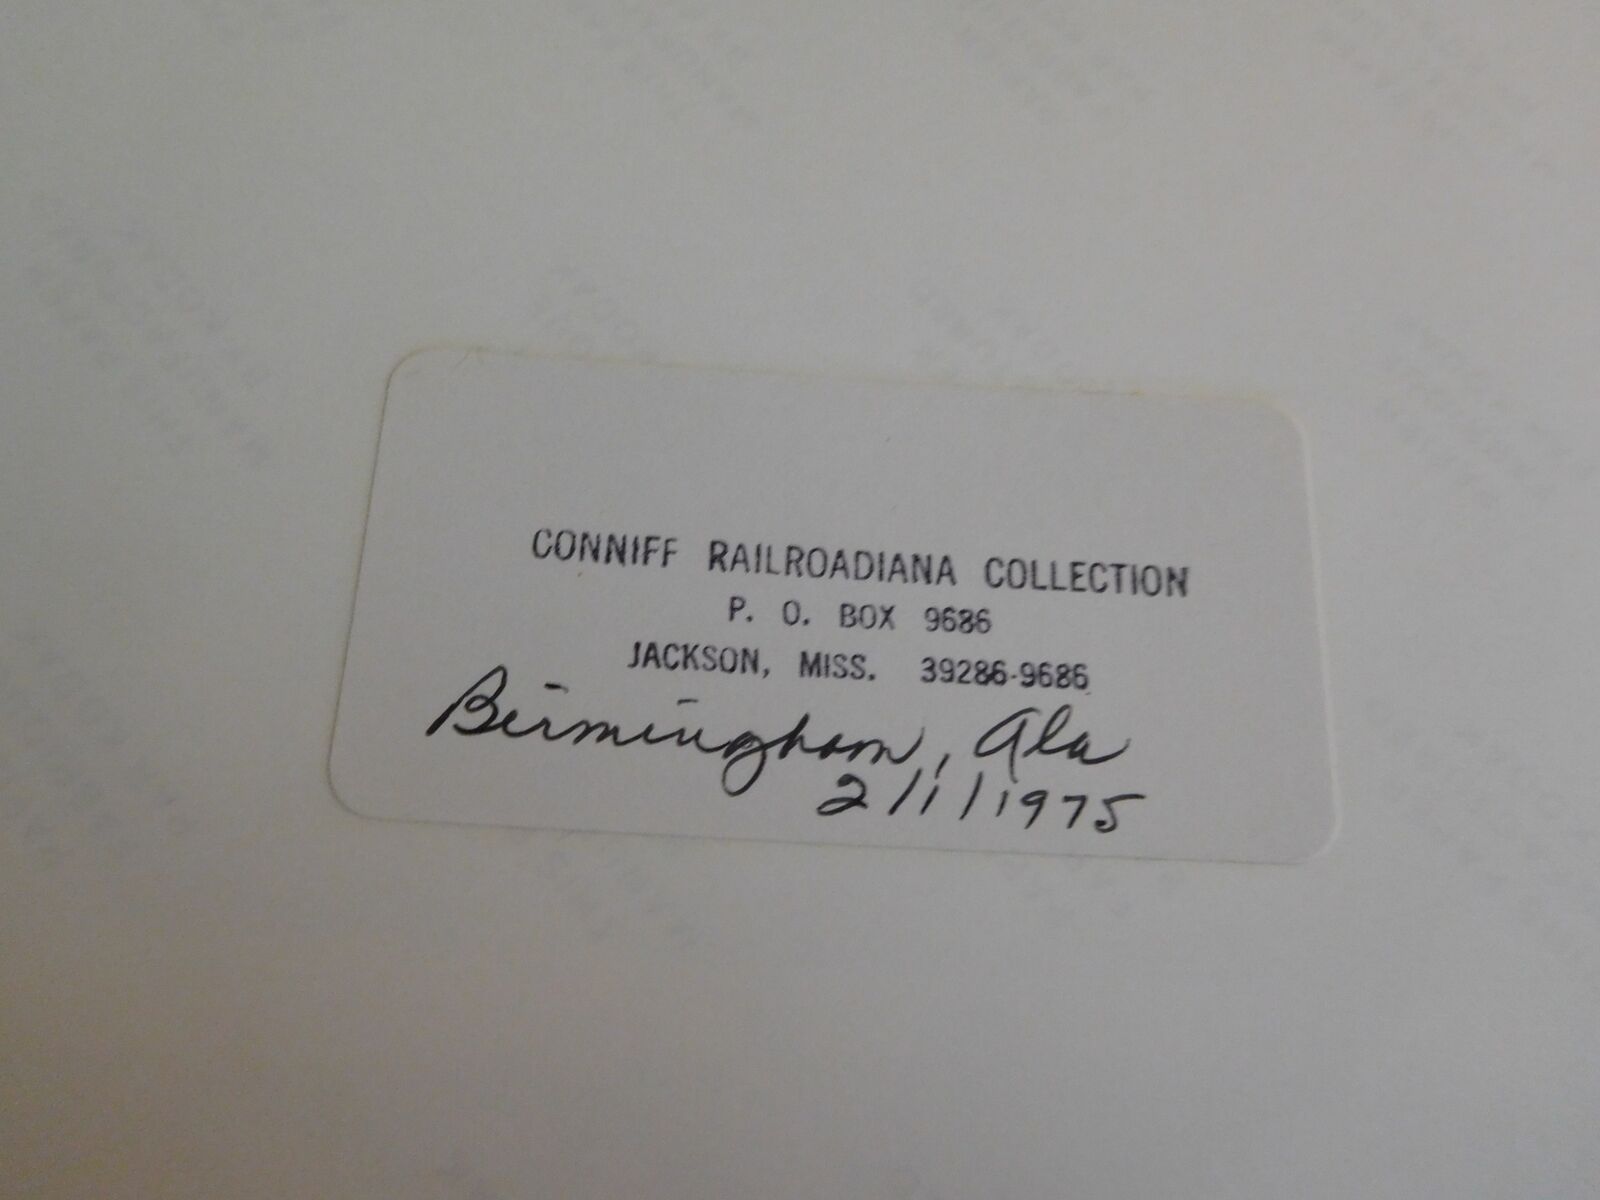 CONNIFF RAILROADIANA COLLECTION
P. O. BOX 9686
JACKSON, MISS. 39286-9686
Birmingham, Ala
2/1/1975